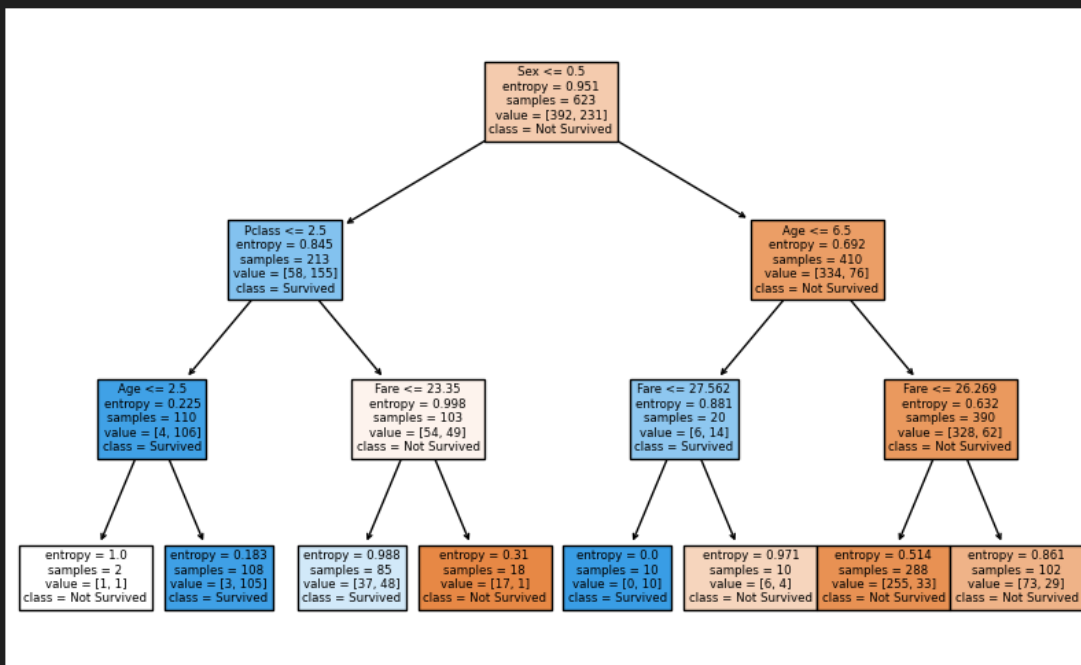 Sex <= 0.5
entropy = 0.951
samples = 623
value = [392, 231]
class = Not Survived
Pclass <= 2.5
entropy = 0.845
samples = 213
value = [58, 155]
class = Survived
Age <= 6.5
entropy = 0.692
samples = 410
value = [334, 76]
class = Not Survived
Age <= 2.5
entropy = 0.225
samples = 110
value = [4, 106]
class = Survived
Fare <= 23.35
entropy = 0.998
samples = 103
value = [54, 49]
class = Not Survived
Fare <= 27.562
entropy = 0.881
samples = 20
value = [6, 14]
class = Survived
Fare <= 26.269
entropy = 0.632
samples = 390
value = [328, 62]
class = Not Survived
entropy = 1.0
samples = 2
value = [1, 1]
class = Not Survived
entropy = 0.183
samples = 108
value = [3, 105]
class = Survived
entropy = 0.988
samples = 85
value = [37, 48]
class = Survived
entropy = 0.31
samples = 18
value = [17, 1]
class = Not Survived
entropy = 0.0
samples = 10
value = [0, 10]
class = Survived
entropy = 0.971
samples = 10
value = [6, 4]
class = Not Survived
entropy = 0.514
samples = 288
value = [255, 33]
class = Not Survived
entropy = 0.861
samples = 102
value = [73, 29]
class = Not Survived